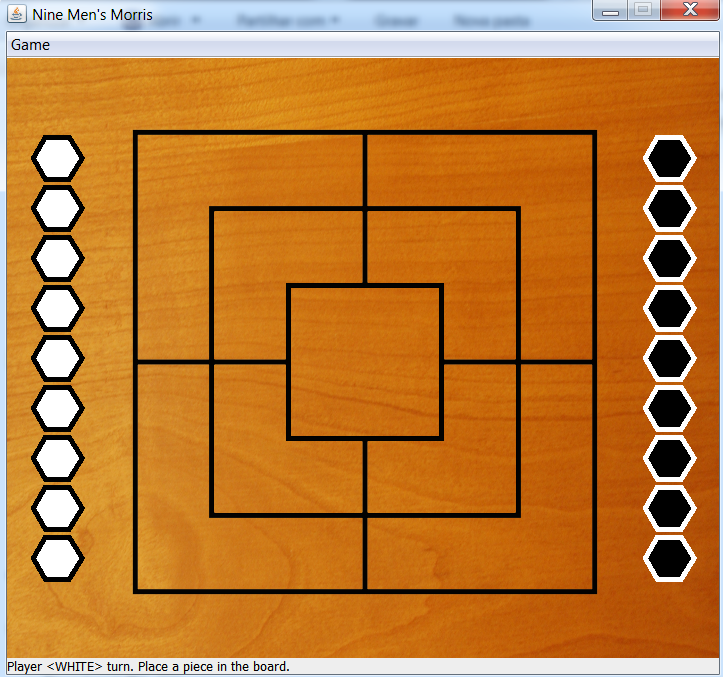 Nine Men's Morris
Game
Player <WHITE> turn. Place a piece in the board.